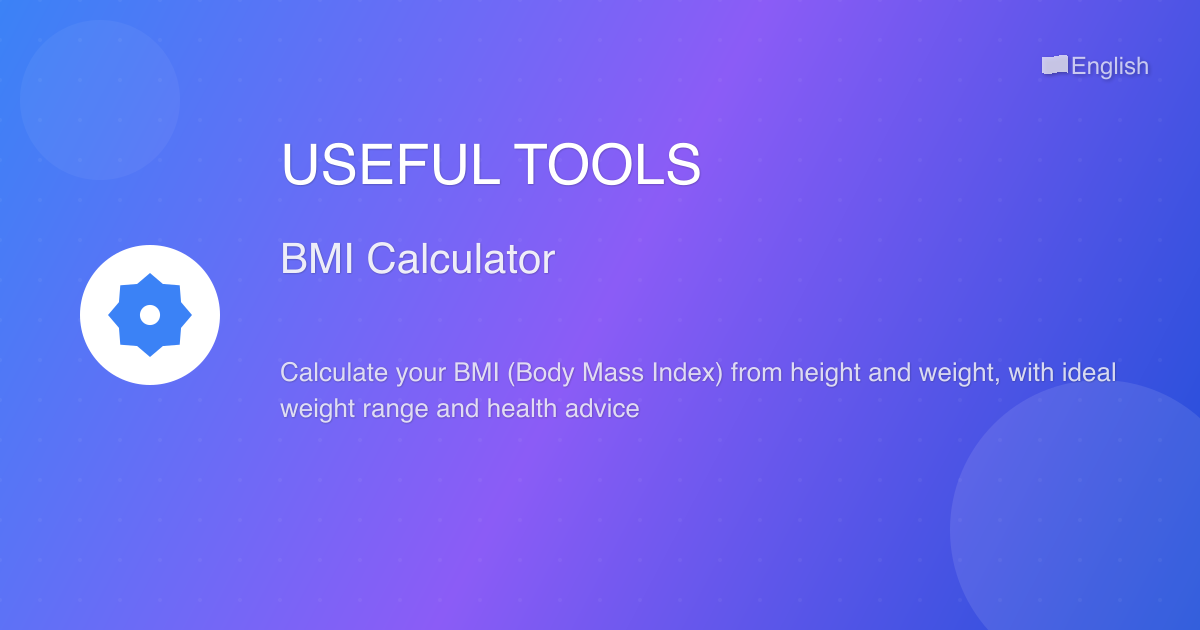 English
USEFUL TOOLS
BMI Calculator
Calculate your BMI (Body Mass Index) from height and weight, with ideal
weight range and health advice